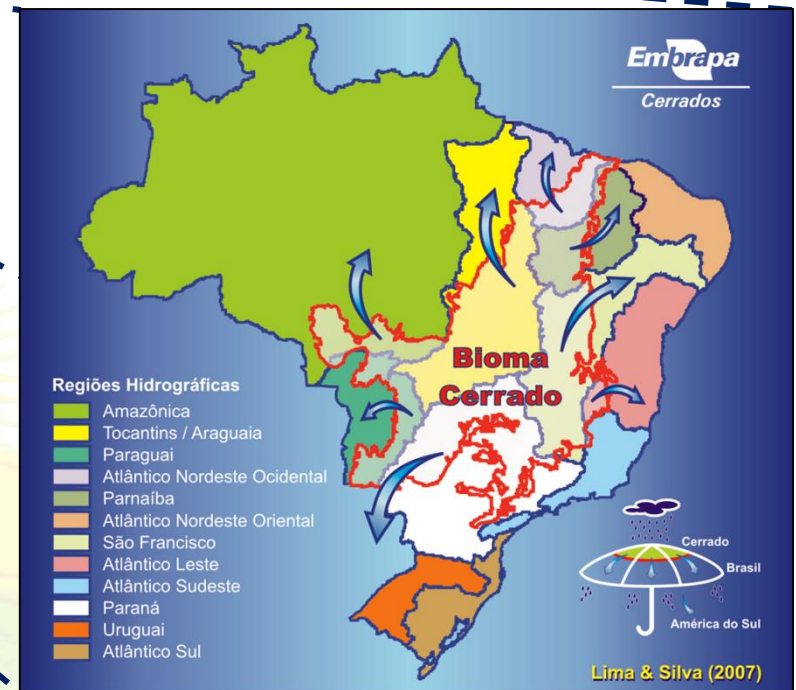 Embrapa
Cerrados
Bioma
Cerrado
Regiões Hidrográficas
Amazônica
Tocantins / Araguaia
Paraguai
Atlântico Nordeste Ocidental
Parnaíba
Atlântico Nordeste Oriental
São Francisco
Atlântico Leste
Atlântico Sudeste
Paraná
Uruguai
Atlântico Sul
Cerrado
Brasil
América do Sul
Lima & Silva (2007)